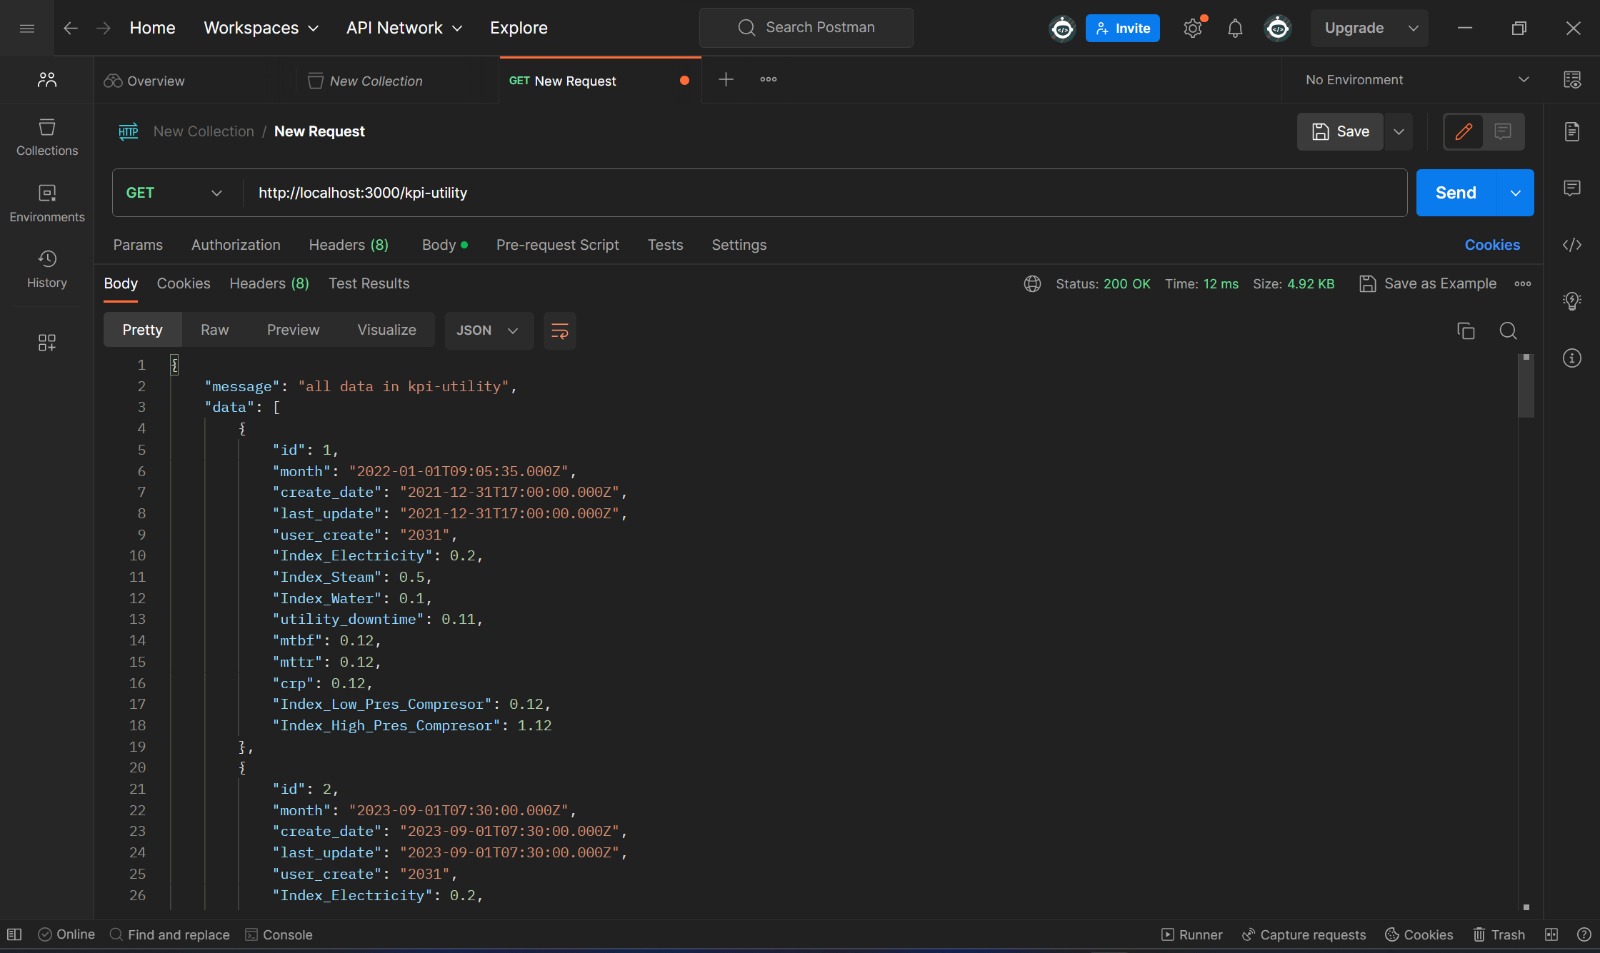 Home Workspaces API Network Explore Search Postman Invite Upgrade
Overview New Collection GET New Request No Environment
HTTP New Collection / New Request Save
Collections
Environments
History
GET http://localhost:3000/kpi-utility Send
Params Authorization Headers (8) Body Pre-request Script Tests Settings Cookies
Body Cookies Headers (8) Test Results Status: 200 OK Time: 12 ms Size: 4.92 KB Save as Example
Pretty Raw Preview Visualize JSON
1 {
2 "message": "all data in kpi-utility",
3 "data": [
4 {
5 "id": 1,
6 "month": "2022-01-01T09:05:35.000Z",
7 "create_date": "2021-12-31T17:00:00.000Z",
8 "last_update": "2021-12-31T17:00:00.000Z",
9 "user_create": "2031",
10 "Index_Electricity": 0.2,
11 "Index_Steam": 0.5,
12 "Index_Water": 0.1,
13 "utility_downtime": 0.11,
14 "mtbf": 0.12,
15 "mttr": 0.12,
16 "crp": 0.12,
17 "Index_Low_Pres_Compresor": 0.12,
18 "Index_High_Pres_Compresor": 1.12
19 },
20 {
21 "id": 2,
22 "month": "2023-09-01T07:30:00.000Z",
23 "create_date": "2023-09-01T07:30:00.000Z",
24 "last_update": "2023-09-01T07:30:00.000Z",
25 "user_create": "2031",
26 "Index_Electricity": 0.2,
Online Find and replace Console Runner Capture requests Cookies Trash